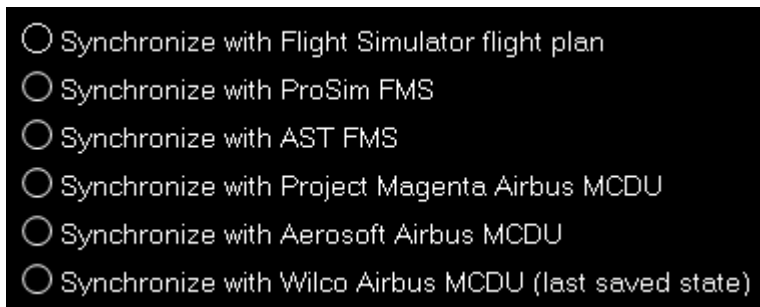 Synchronize with Flight Simulator flight plan
Synchronize with ProSim FMS
Synchronize with AST FMS
Synchronize with Project Magenta Airbus MCDU
Synchronize with Aerosoft Airbus MCDU
Synchronize with Wilco Airbus MCDU (last saved state)